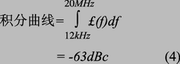 积分曲线 = ∫ £(f)df
20MHz
12kHz
= -63dBc (4)